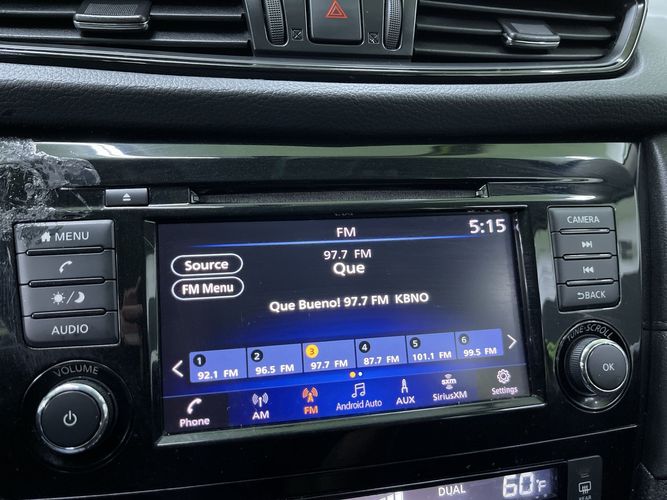 FM
5:15
97.7 FM
Que
Source
FM Menu
Que Bueno! 97.7 FM KBNO
1 2 3 4 5 6
92.1 FM 96.5 FM 97.7 FM 87.7 FM 101.1 FM 99.5 FM
Phone AM FM Android Auto AUX SiriusXM Settings
sxm
MENU
AUDIO
VOLUME
CAMERA
BACK
TUNE·SCROLL
OK
DUAL
60°F
REAR